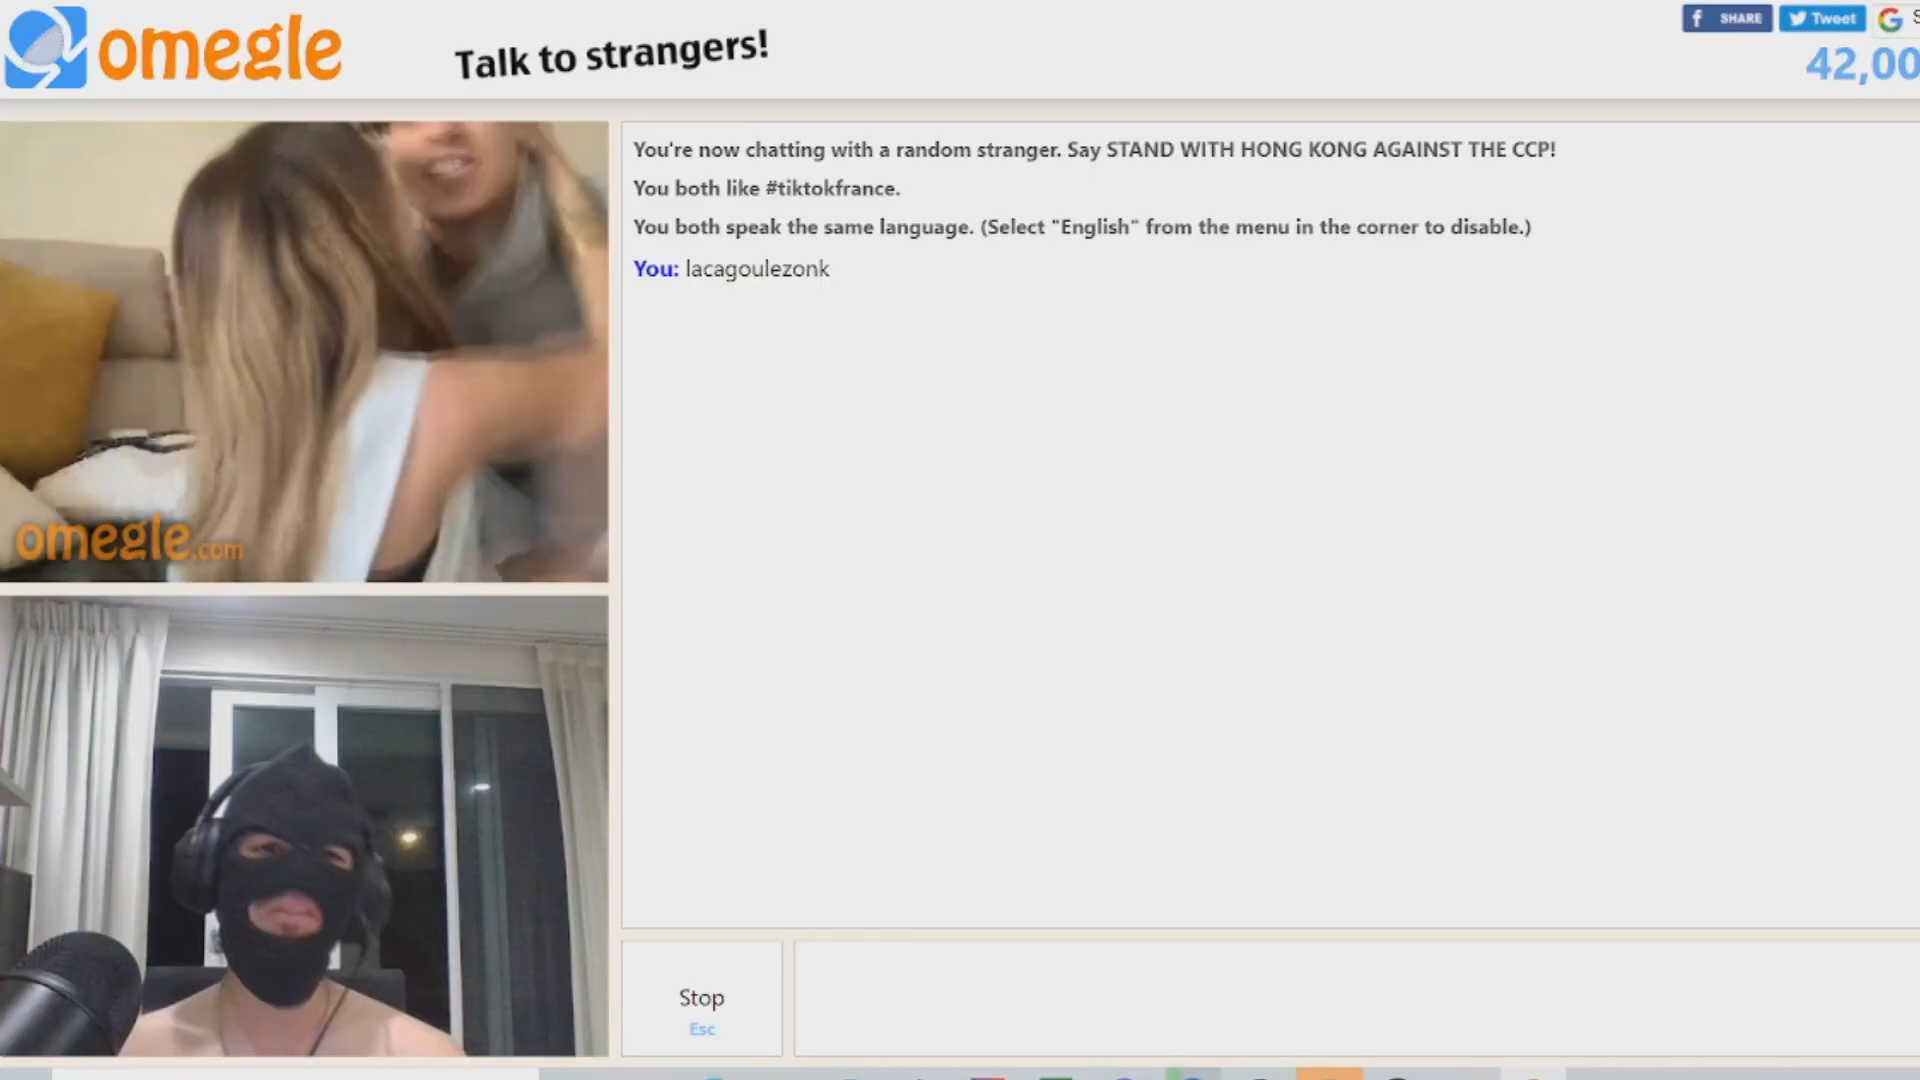 omegle
Talk to strangers!
SHARE
Tweet
42,00
You're now chatting with a random stranger. Say STAND WITH HONG KONG AGAINST THE CCP!
You both like #tiktokfrance.
You both speak the same language. (Select "English" from the menu in the corner to disable.)
You: lacagoulezonk
omegle.com
Stop
Esc